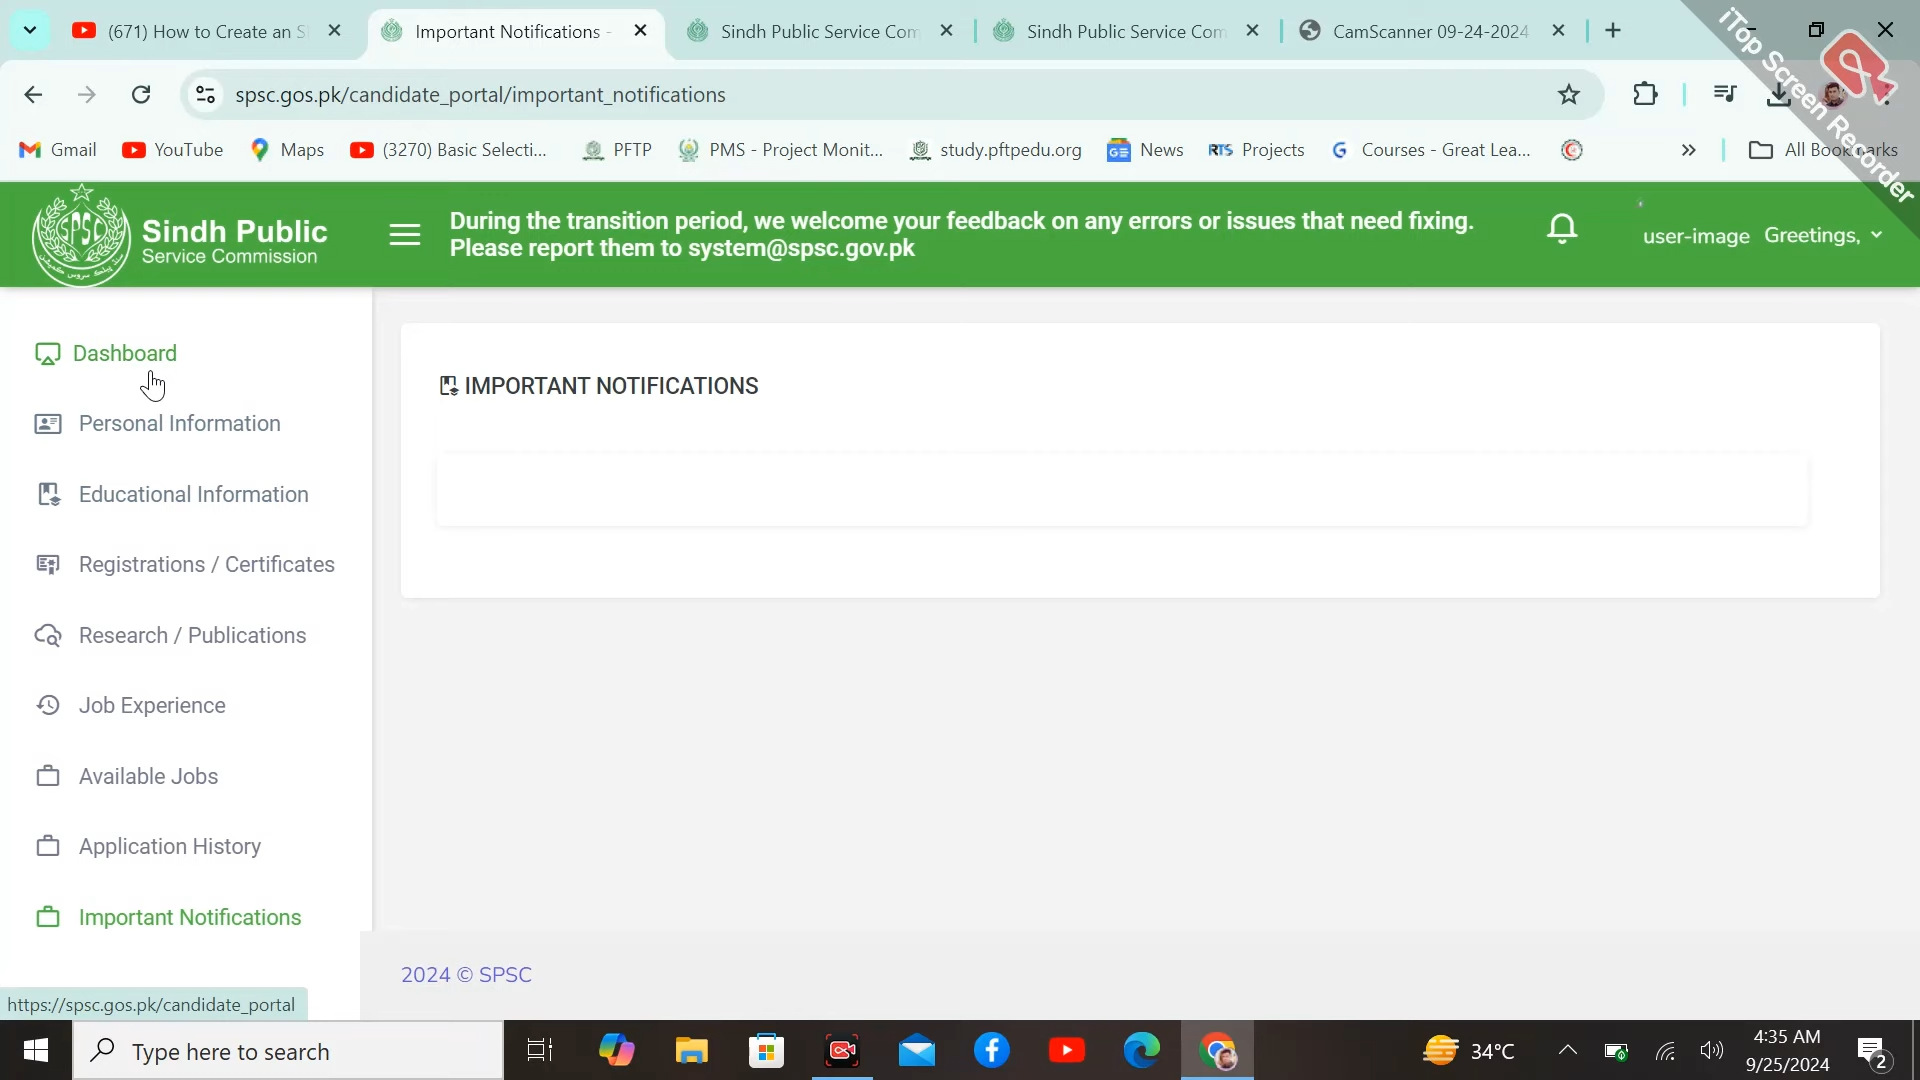 (671) How to Create an S
Important Notifications -
Sindh Public Service Com
Sindh Public Service Com
CamScanner 09-24-2024
spsc.gos.pk/candidate_portal/important_notifications
Gmail
YouTube
Maps
(3270) Basic Selecti...
PFTP
PMS - Project Monit...
study.pftpedu.org
News
RTS Projects
Courses - Great Lea...
»
All Bookmarks
iTop Screen Recorder
SPSC
Sindh Public
Service Commission
During the transition period, we welcome your feedback on any errors or issues that need fixing.
Please report them to system@spsc.gov.pk
user-image
Greetings,
Dashboard
Personal Information
Educational Information
Registrations / Certificates
Research / Publications
Job Experience
Available Jobs
Application History
Important Notifications
IMPORTANT NOTIFICATIONS
2024 © SPSC
https://spsc.gos.pk/candidate_portal
Type here to search
34°C
4:35 AM
9/25/2024
2